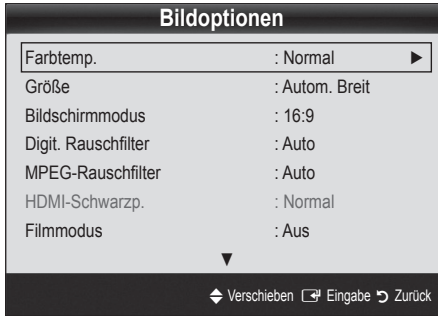 Bildoptionen
Farbtemp. : Normal ►
Größe : Autom. Breit
Bildschirmmodus : 16:9
Digit. Rauschfilter : Auto
MPEG-Rauschfilter : Auto
HDMI-Schwarzp. : Normal
Filmmodus : Aus
▼
Verschieben Eingabe Zurück